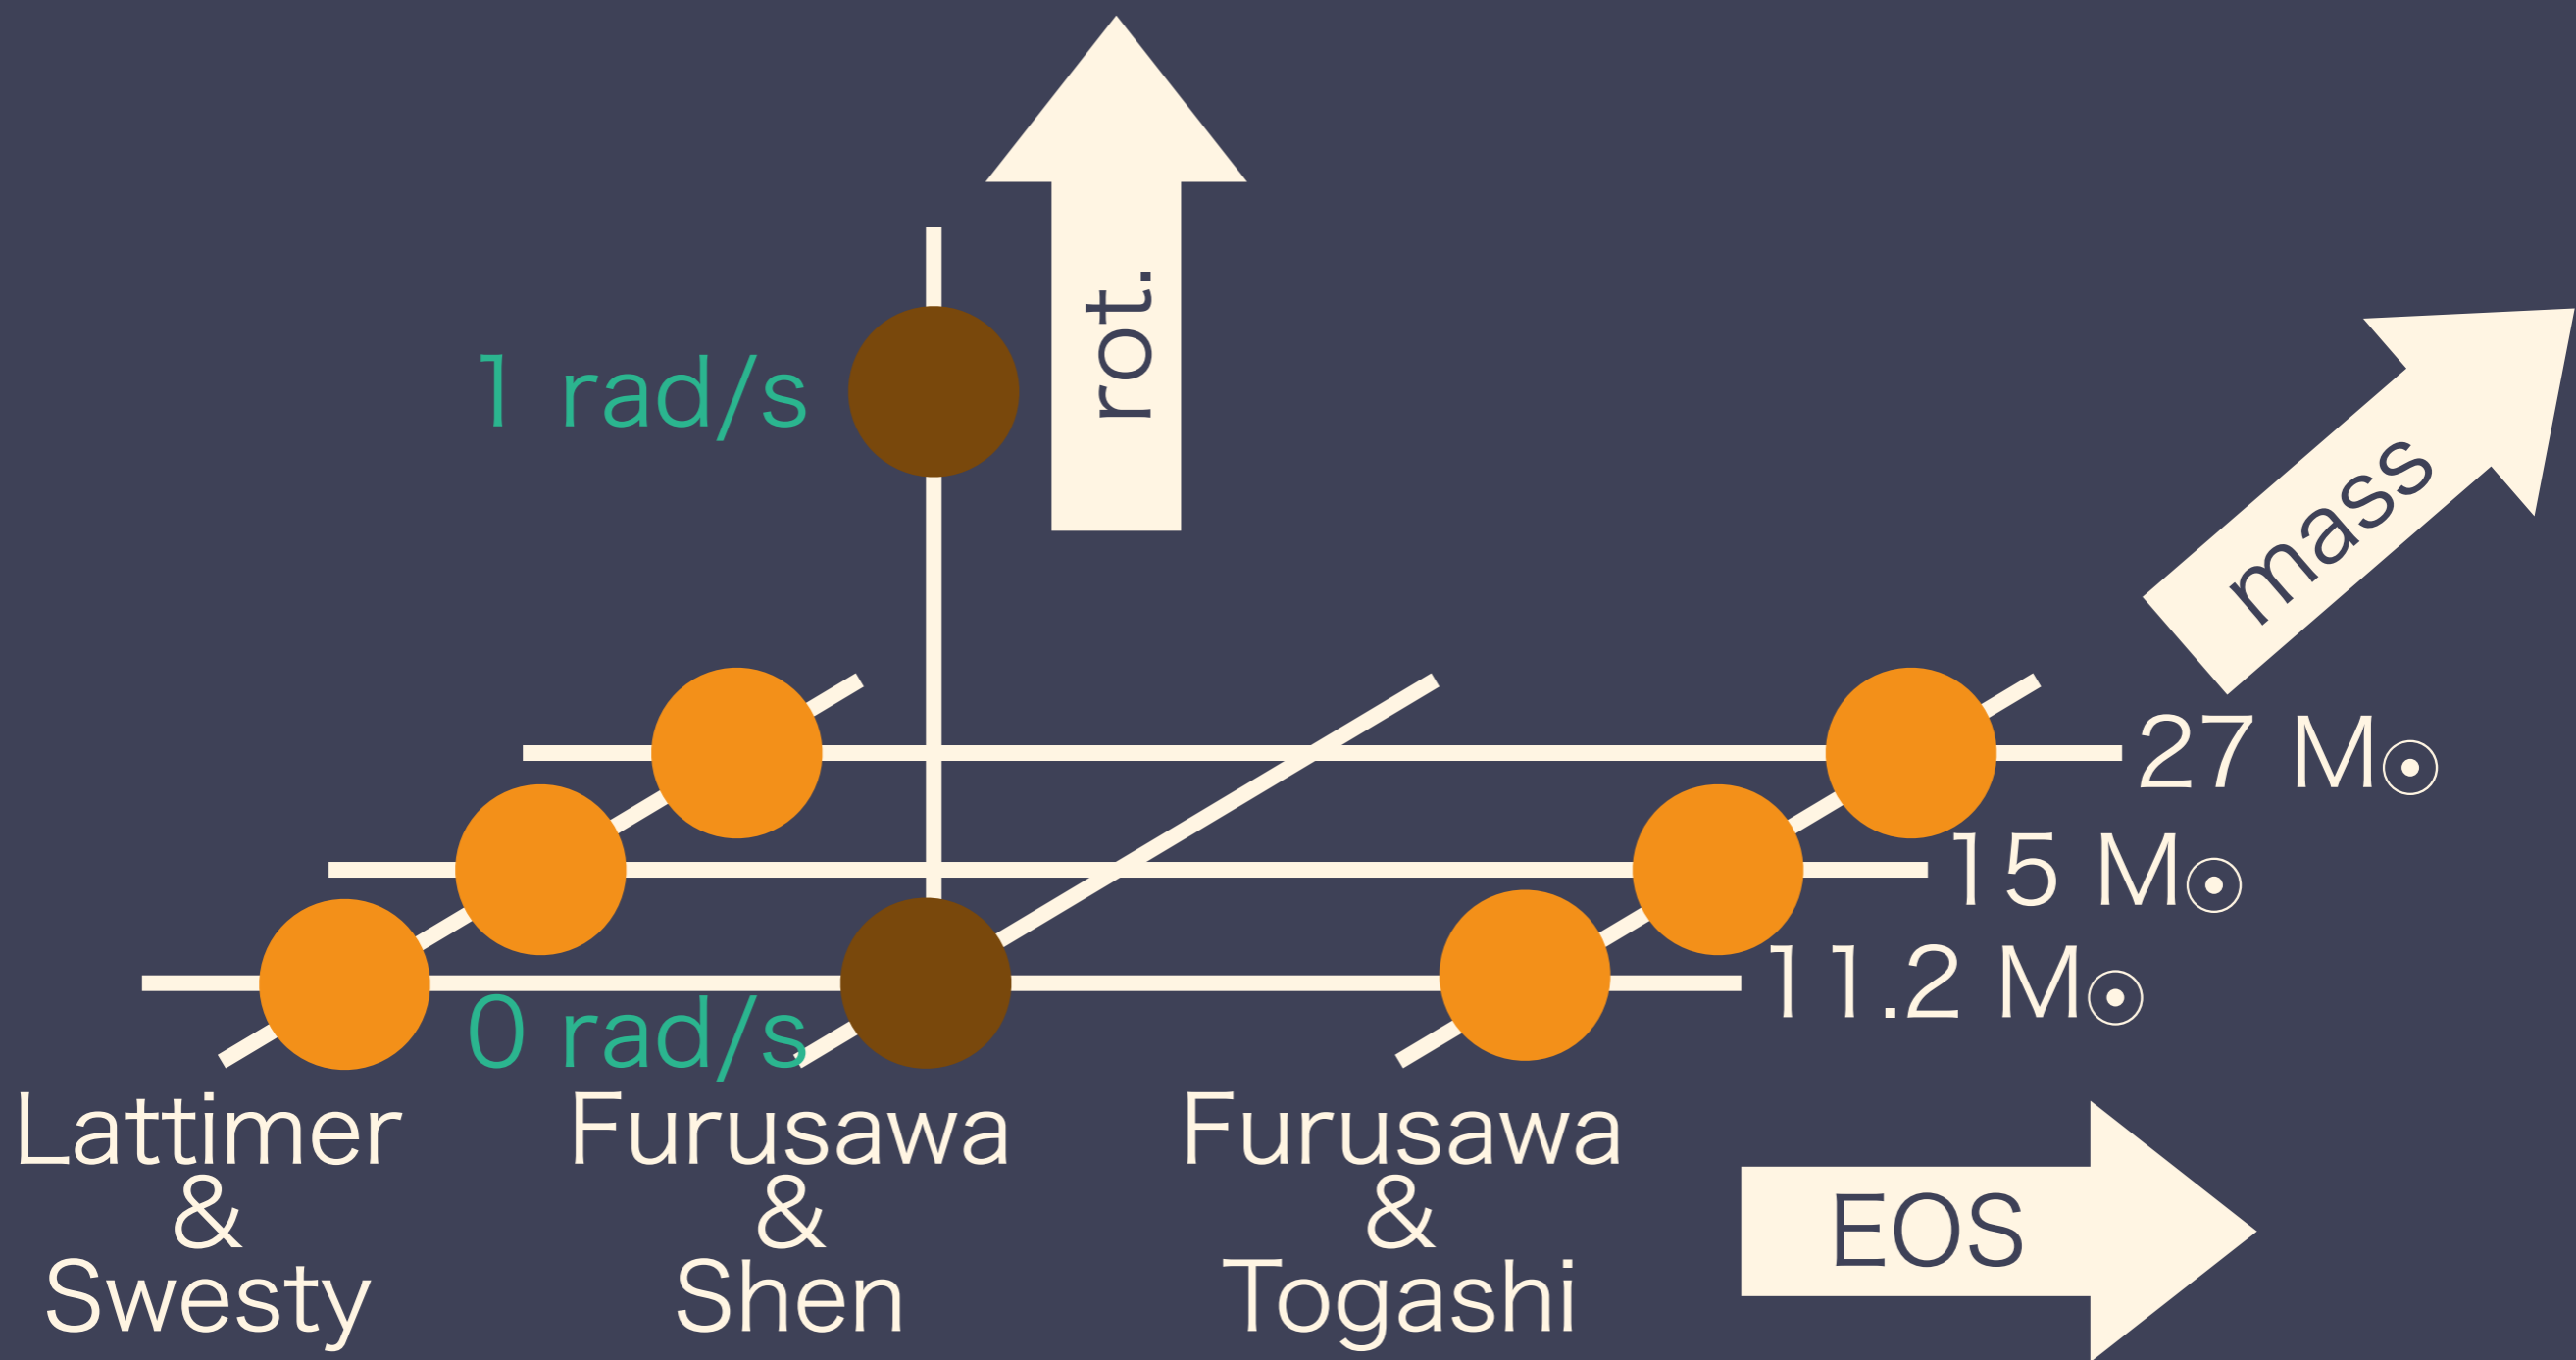 rot.
1 rad/s
mass
27 M☉
15 M☉
11.2 M☉
0 rad/s
Lattimer
&
Swesty
Furusawa
&
Shen
Furusawa
&
Togashi
EOS